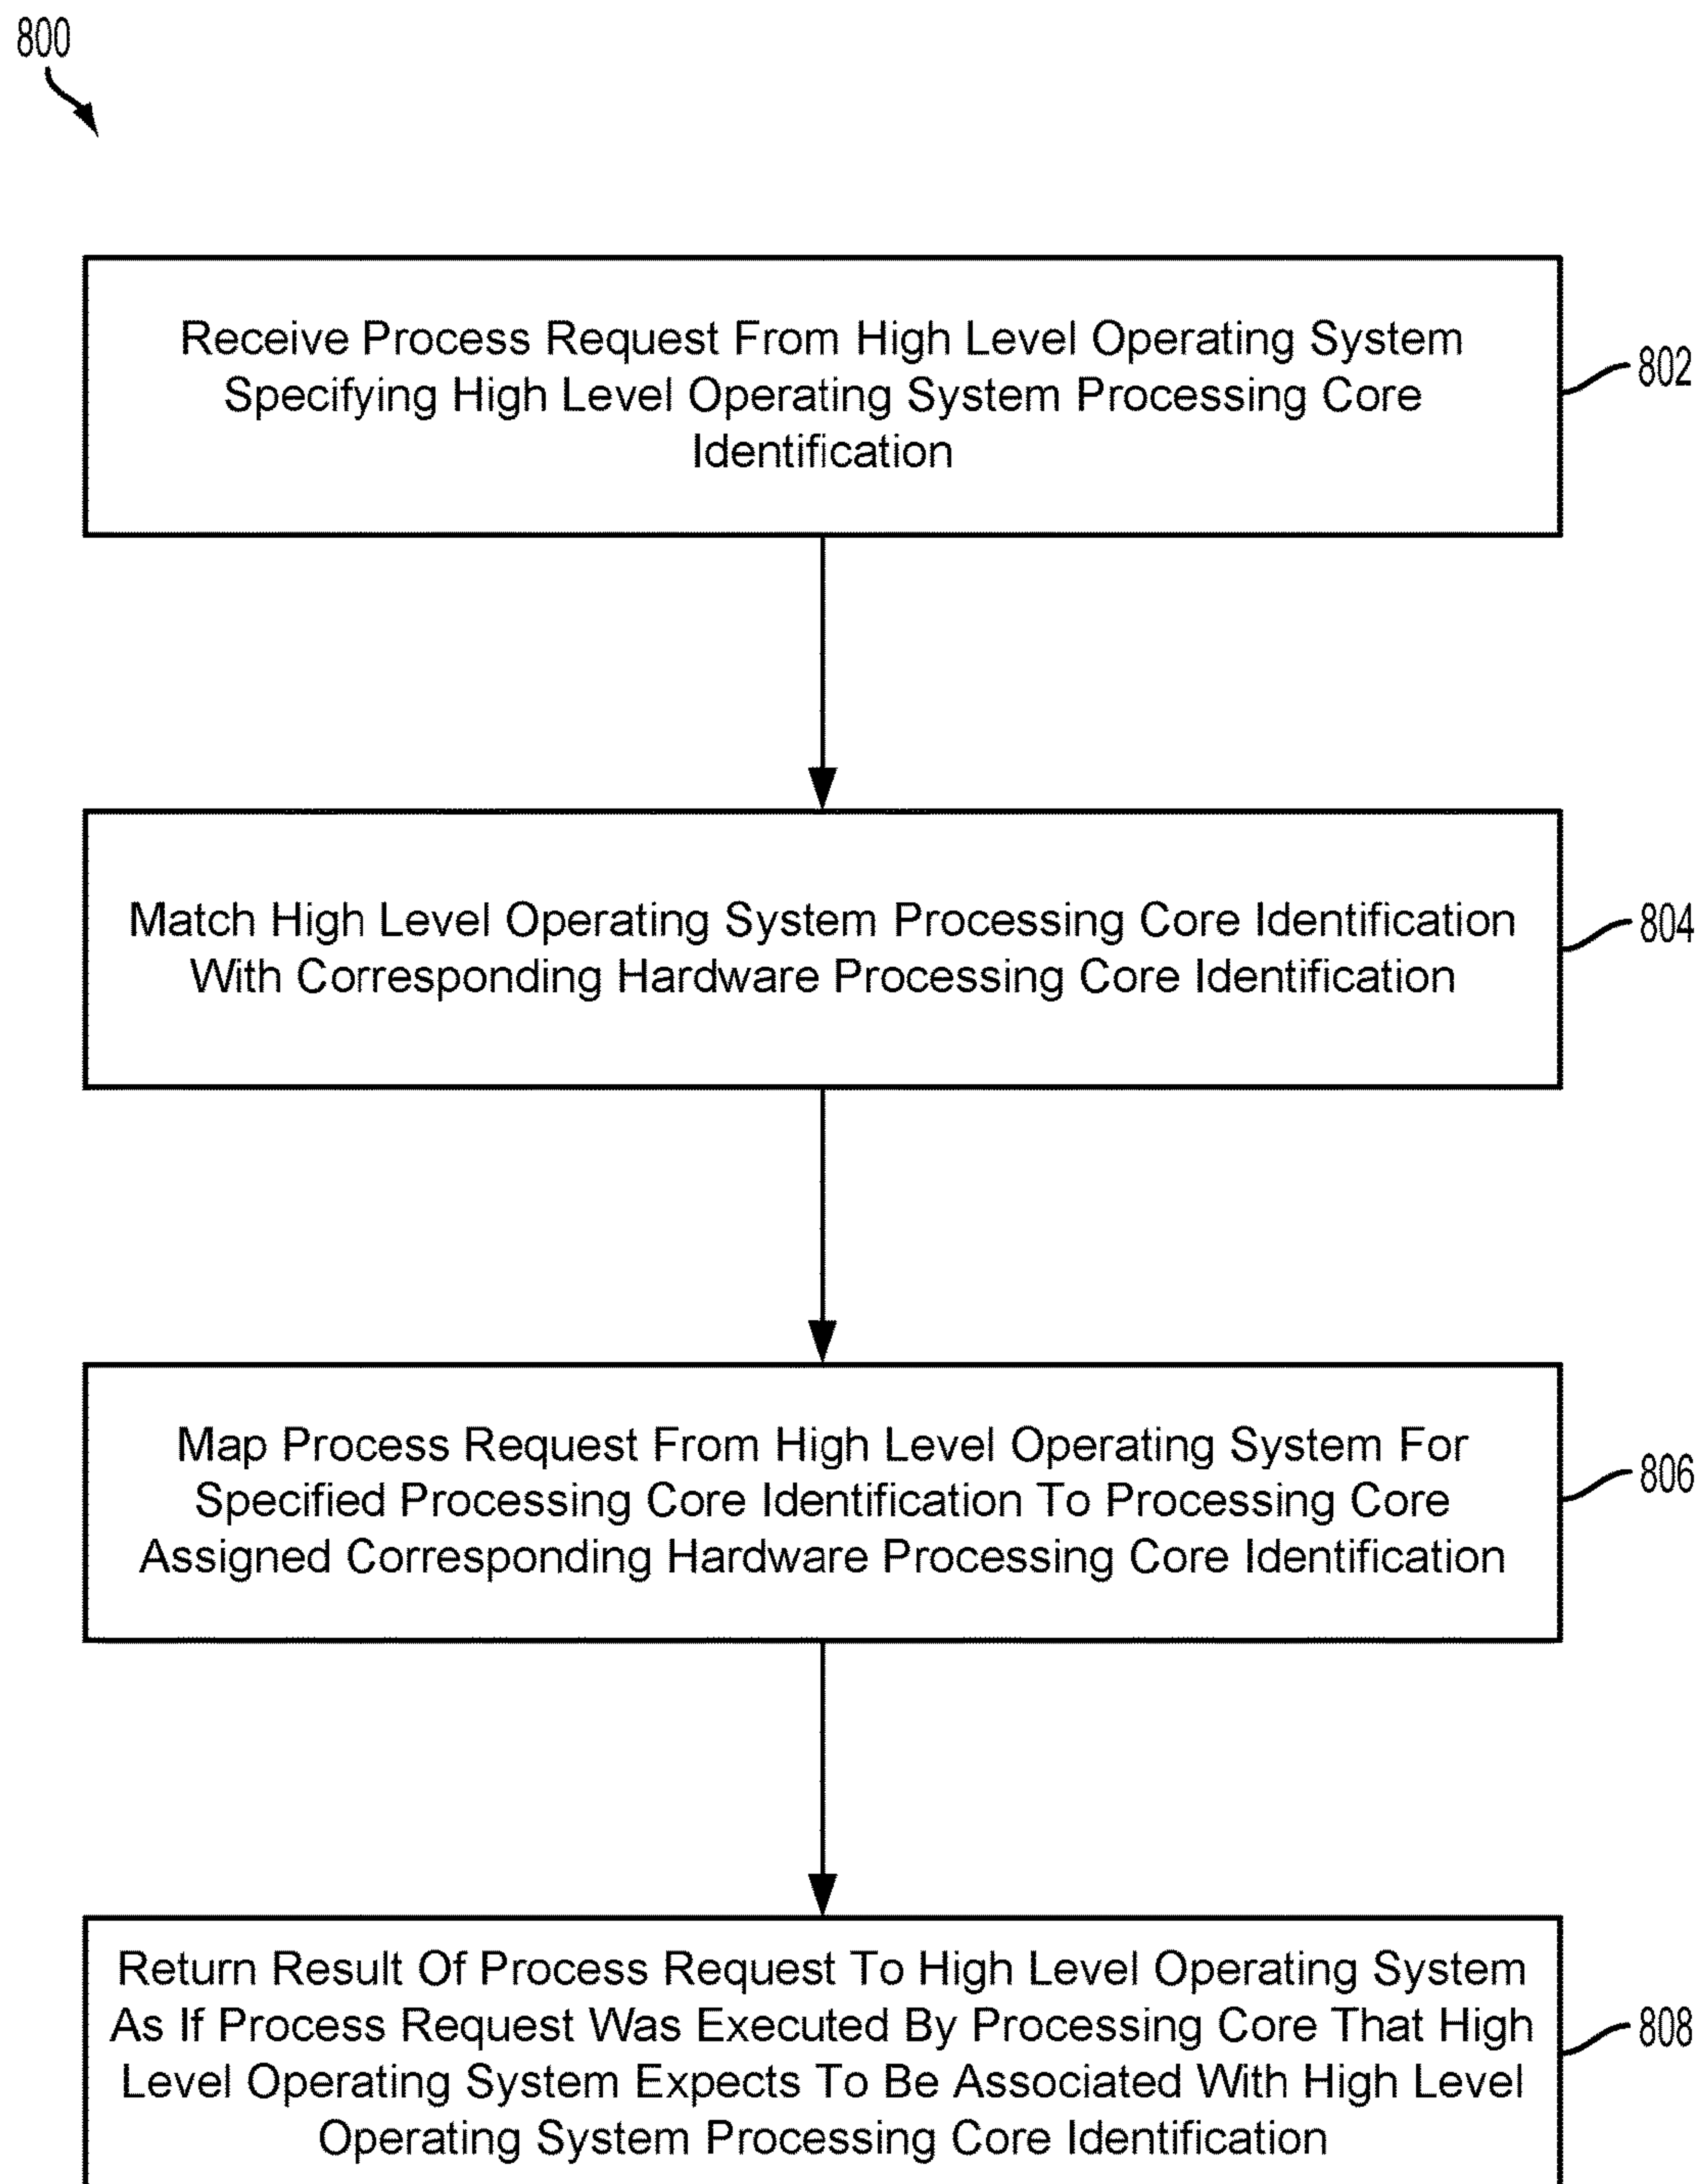 800
Receive Process Request From High Level Operating System
Specifying High Level Operating System Processing Core
Identification
802
Match High Level Operating System Processing Core Identification
With Corresponding Hardware Processing Core Identification
804
Map Process Request From High Level Operating System For
Specified Processing Core Identification To Processing Core
Assigned Corresponding Hardware Processing Core Identification
806
Return Result Of Process Request To High Level Operating System
As If Process Request Was Executed By Processing Core That High
Level Operating System Expects To Be Associated With High Level
Operating System Processing Core Identification
808